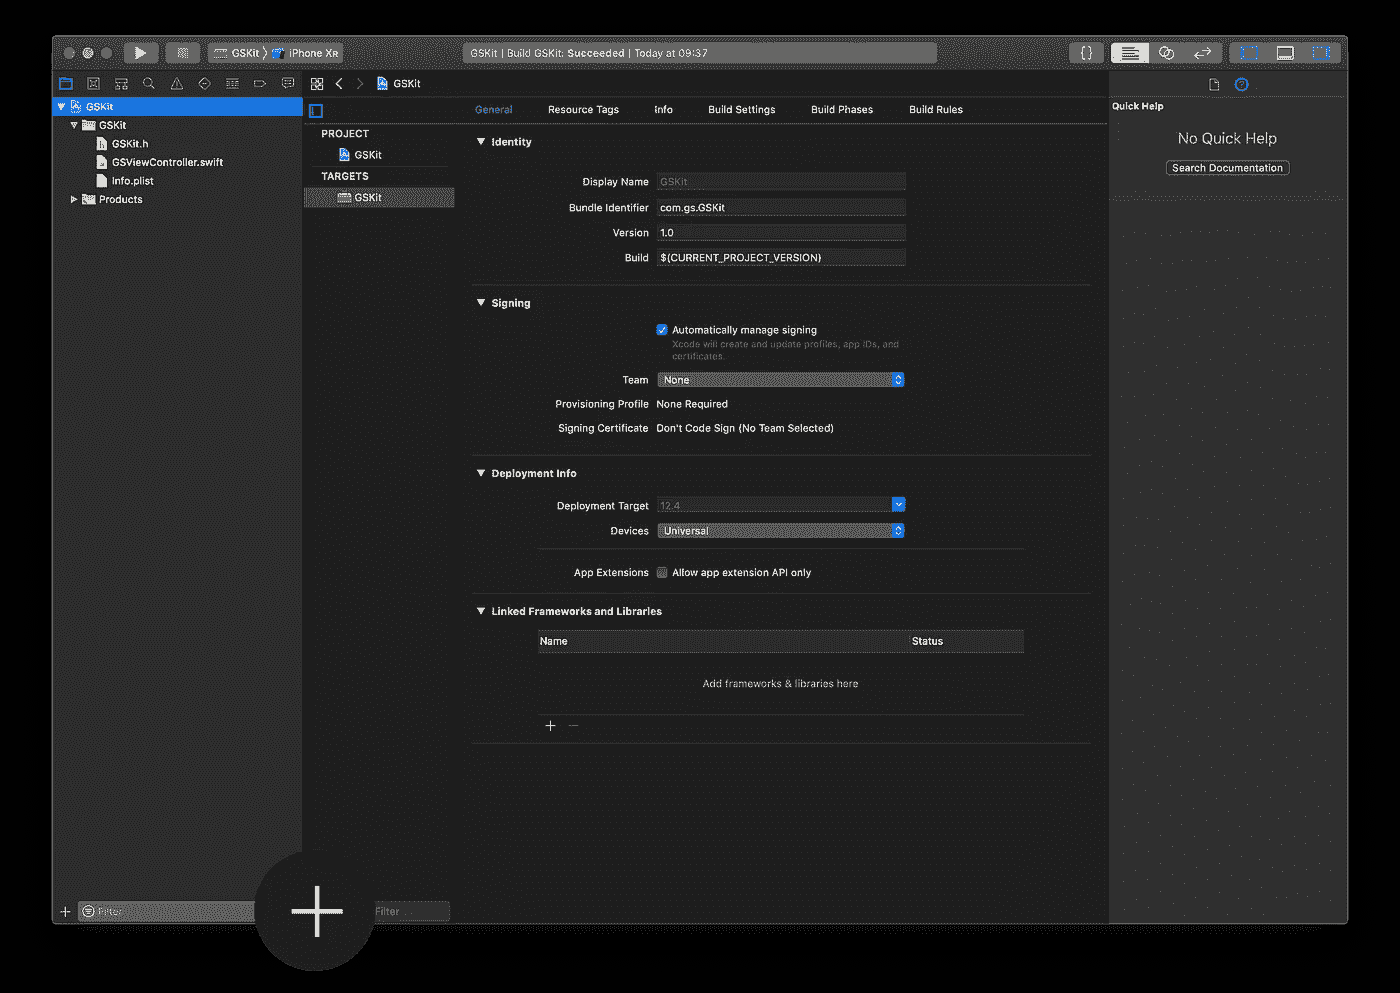 GSKit 〉 iPhone XR
GSKit | Build GSKit: Succeeded | Today at 09:37
{}
GSKit
GSKit
GSKit
GSKit.h
GSViewController.swift
Info.plist
Products
General Resource Tags Info Build Settings Build Phases Build Rules
PROJECT
GSKit
TARGETS
GSKit
Identity
Display Name GSKit
Bundle Identifier com.gs.GSKit
Version 1.0
Build $(CURRENT_PROJECT_VERSION)
Signing
Automatically manage signing
Xcode will create and update profiles, app IDs, and
certificates.
Team None
Provisioning Profile None Required
Signing Certificate Don't Code Sign (No Team Selected)
Deployment Info
Deployment Target 12.4
Devices Universal
App Extensions Allow app extension API only
Linked Frameworks and Libraries
Name Status
Add frameworks & libraries here
Quick Help
No Quick Help
Search Documentation
Filter
Filter